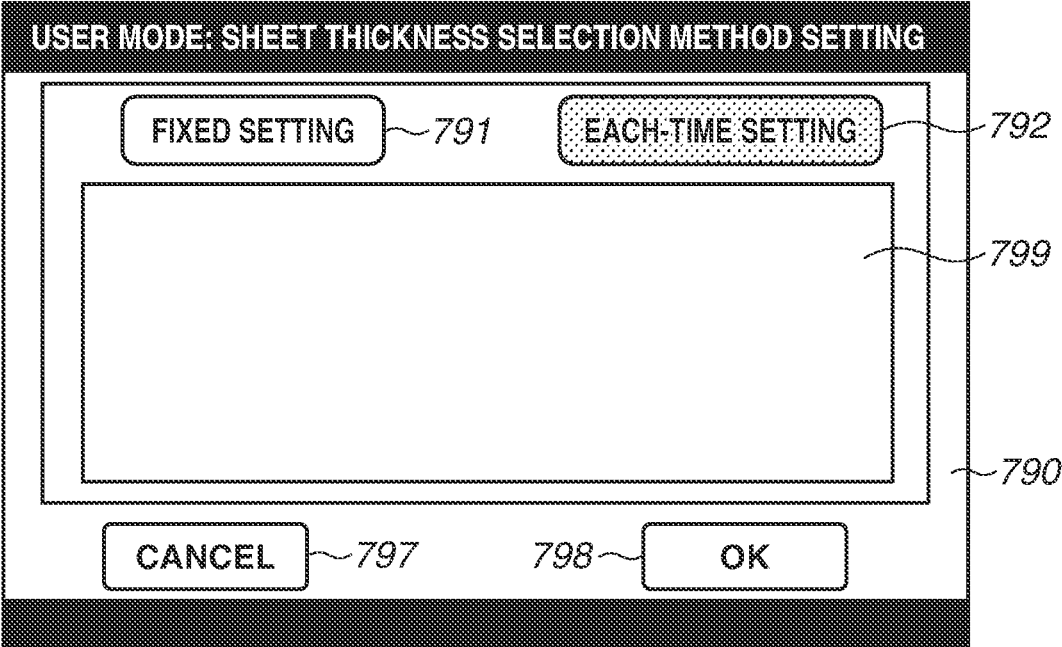 USER MODE: SHEET THICKNESS SELECTION METHOD SETTING
FIXED SETTING 791 EACH-TIME SETTING 792
799
790
CANCEL 797 798 OK